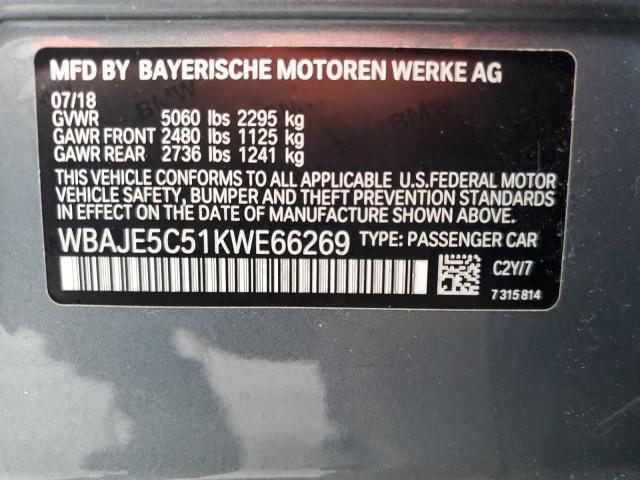 MFD BY BAYERISCHE MOTOREN WERKE AG
07/18
GVWR 5060 lbs 2295 kg
GAWR FRONT 2480 lbs 1125 kg
GAWR REAR 2736 lbs 1241 kg
THIS VEHICLE CONFORMS TO ALL APPLICABLE U.S.FEDERAL MOTOR
VEHICLE SAFETY, BUMPER AND THEFT PREVENTION STANDARDS
IN EFFECT ON THE DATE OF MANUFACTURE SHOWN ABOVE.
WBAJE5C51KWE66269 TYPE: PASSENGER CAR
C2Y/7
7 315 814